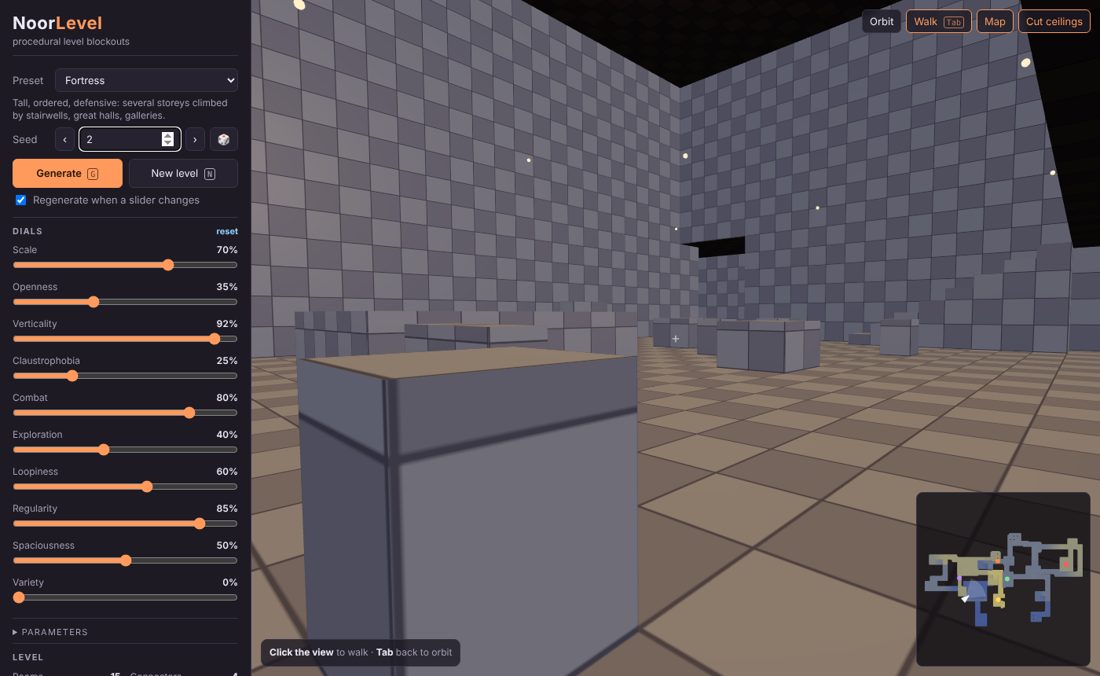 NoorLevel
procedural level blockouts
Preset Fortress
Tall, ordered, defensive: several storeys climbed
by stairwells, great halls, galleries.
Seed ‹ 2 ›
Generate G New level N
Regenerate when a slider changes
DIALS reset
Scale 70%
Openness 35%
Verticality 92%
Claustrophobia 25%
Combat 80%
Exploration 40%
Loopiness 60%
Regularity 85%
Spaciousness 50%
Variety 0%
▸ PARAMETERS
LEVEL
Rooms 15 Connectors
Orbit Walk Tab Map Cut ceilings
Click the view to walk · Tab back to orbit